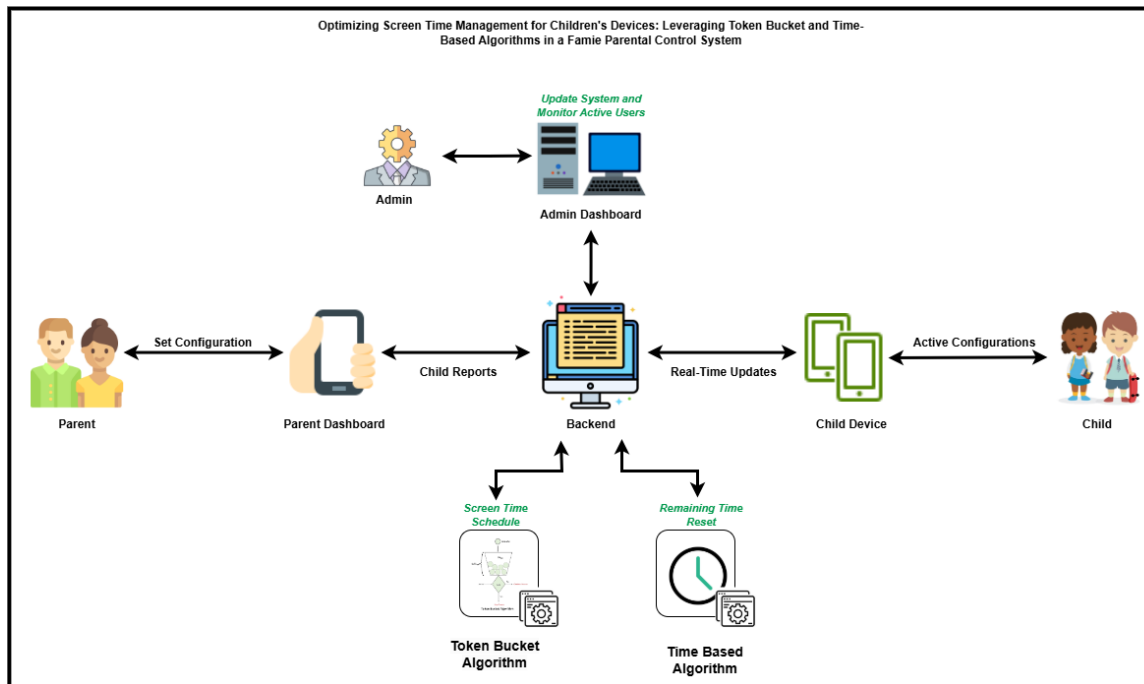 Optimizing Screen Time Management for Children's Devices: Leveraging Token Bucket and Time-
Based Algorithms in a Famie Parental Control System
Update System and
Monitor Active Users
Admin
Admin Dashboard
Set Configuration
Child Reports
Real-Time Updates
Active Configurations
Parent
Parent Dashboard
Backend
Child Device
Child
Screen Time
Schedule
Remaining Time
Reset
Token Bucket
Algorithm
Time Based
Algorithm